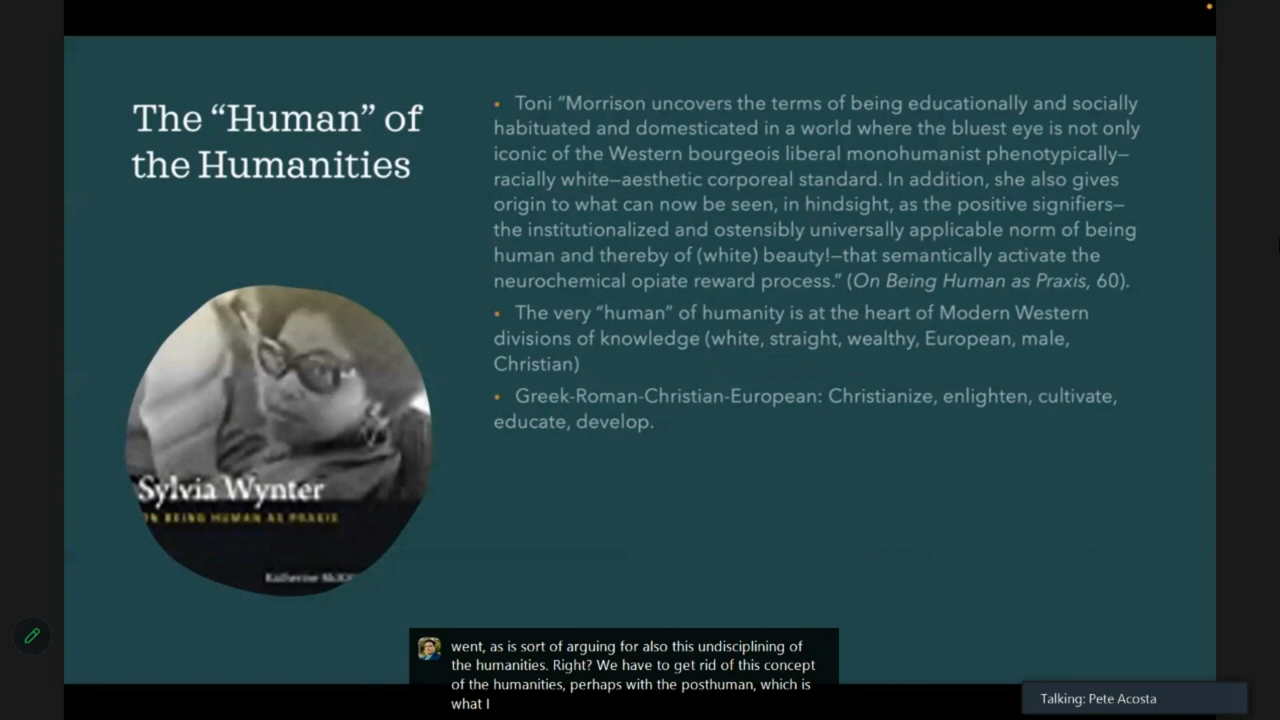 The “Human” of
the Humanities
• Toni “Morrison uncovers the terms of being educationally and socially
habituated and domesticated in a world where the bluest eye is not only
iconic of the Western bourgeois liberal monohumanist phenotypically—
racially white—aesthetic corporeal standard. In addition, she also gives
origin to what can now be seen, in hindsight, as the positive signifiers—
the institutionalized and ostensibly universally applicable norm of being
human and thereby of (white) beauty!—that semantically activate the
neurochemical opiate reward process.” (On Being Human as Praxis, 60).
• The very “human” of humanity is at the heart of Modern Western
divisions of knowledge (white, straight, wealthy, European, male,
Christian)
• Greek-Roman-Christian-European: Christianize, enlighten, cultivate,
educate, develop.
Sylvia Wynter
ON BEING HUMAN AS PRAXIS
Katherine
went, as is sort of arguing for also this undisciplining of
the humanities. Right? We have to get rid of this concept
of the humanities, perhaps with the posthuman, which is
what I
Talking: Pete Acosta